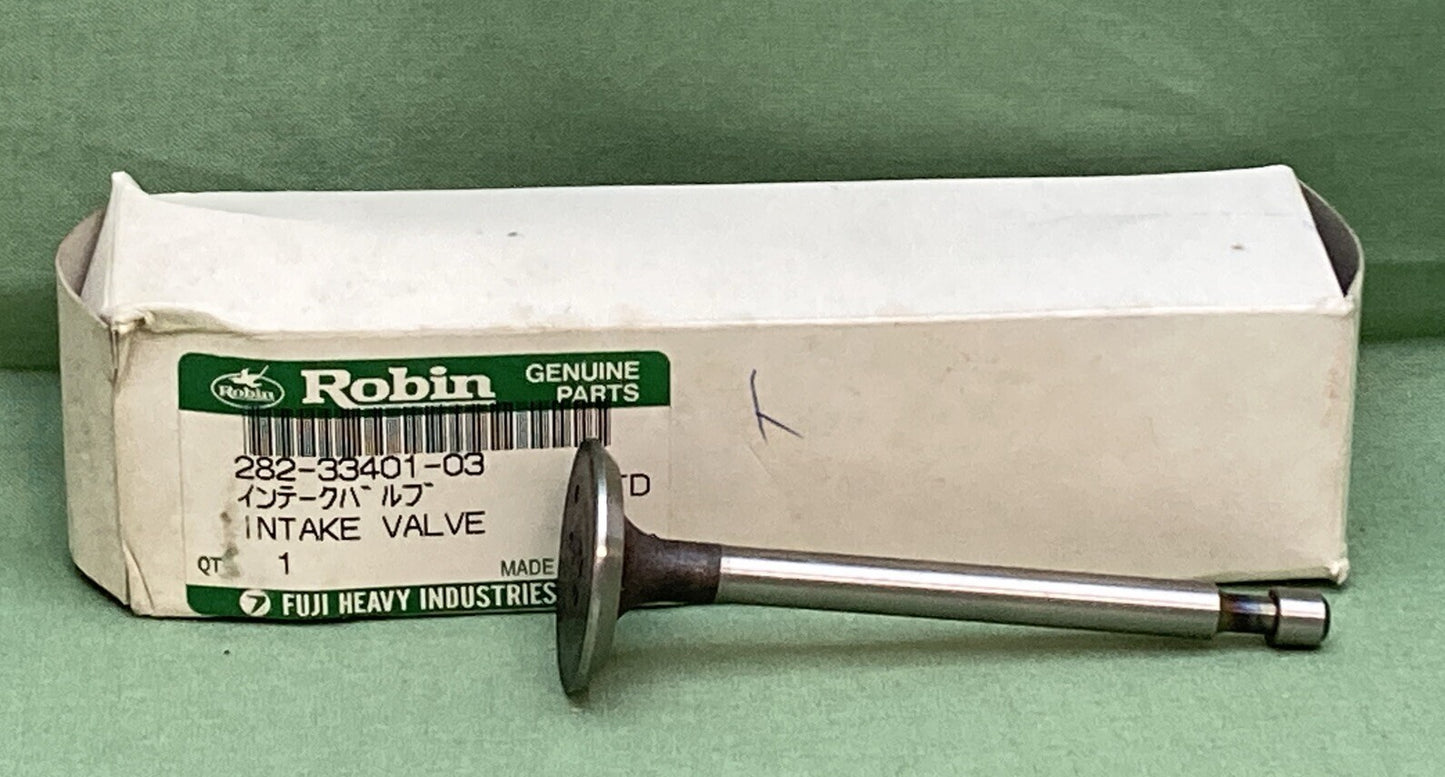 Robin Robin GENUINE
PARTS
282-33401-03
インテークバルブ TD
INTAKE VALVE
QT 1 MADE
FUJI HEAVY INDUSTRIES